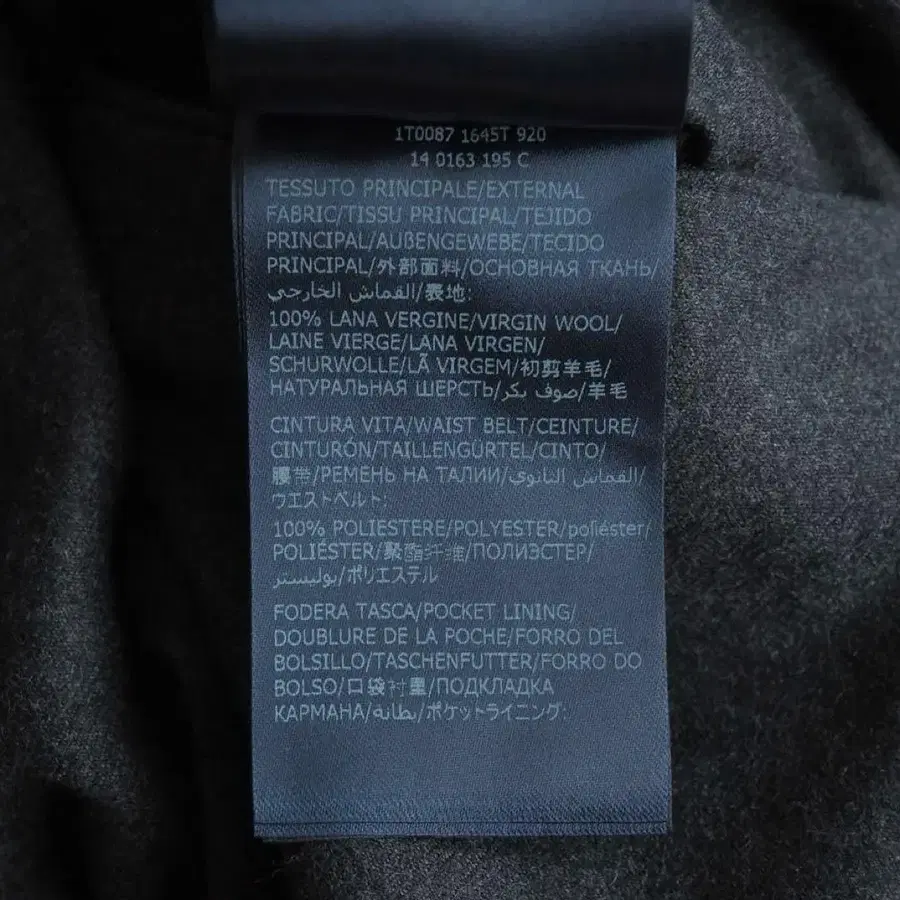 1T0087 1645T 920
14 0163 195 C
TESSUTO PRINCIPALE/EXTERNAL
FABRIC/TISSU PRINCIPAL/TEJIDO
PRINCIPAL/AUßENGEWEBE/TECIDO
PRINCIPAL/外部面料/ОСНОВНАЯ ТКАНЬ/
القماش الخارجي/表地:
100% LANA VERGINE/VIRGIN WOOL/
LAINE VIERGE/LANA VIRGEN/
SCHURWOLLE/LÃ VIRGEM/初剪羊毛/
НАТУРАЛЬНАЯ ШЕРСТЬ/صوف بكر/羊毛
CINTURA VITA/WAIST BELT/CEINTURE/
CINTURÓN/TAILLENGÜRTEL/CINTO/
腰带/РЕМЕНЬ НА ТАЛИИ/القماش الثانوي/
ウエストベルト:
100% POLIESTERE/POLYESTER/poliéster/
POLIÉSTER/聚酯纤维/ПОЛИЭСТЕР/
بوليستر/ポリエステル
FODERA TASCA/POCKET LINING/
DOUBLURE DE LA POCHE/FORRO DEL
BOLSILLO/TASCHENFUTTER/FORRO DO
BOLSO/口袋衬里/ПОДКЛАДКА
КАРМАНА/بطانة/ポケットライニング: